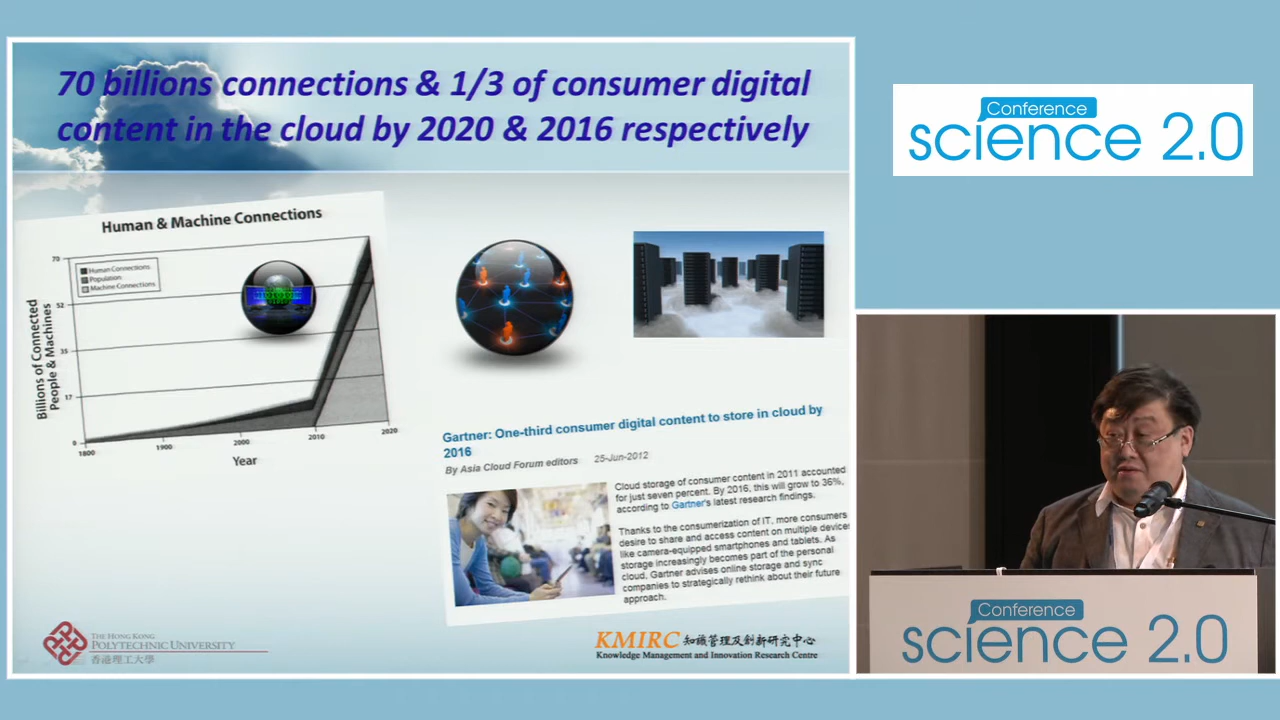 70 billions connections & 1/3 of consumer digital
content in the cloud by 2020 & 2016 respectively
Conference
science 2.0
Human & Machine Connections
Human Connections
Population
Machine Connections
Billions of Connected
People & Machines
70
52
35
17
0
1800
1900
2000
2010
2020
Year
Gartner: One-third consumer digital content to store in cloud by
2016
By Asia Cloud Forum editors 25-Jun-2012
Cloud storage of consumer content in 2011 accounted
for just seven percent. By 2016, this will grow to 36%,
according to Gartner's latest research findings.
Thanks to the consumerization of IT, more consumers
desire to share and access content on multiple devices
like camera-equipped smartphones and tablets. As
storage increasingly becomes part of the personal
cloud, Gartner advises online storage and sync
companies to strategically rethink about their future
approach.
THE HONG KONG
POLYTECHNIC UNIVERSITY
香港理工大學
KMIRC 知識管理及創新研究中心
Knowledge Management and Innovation Research Centre
Conference
science 2.0